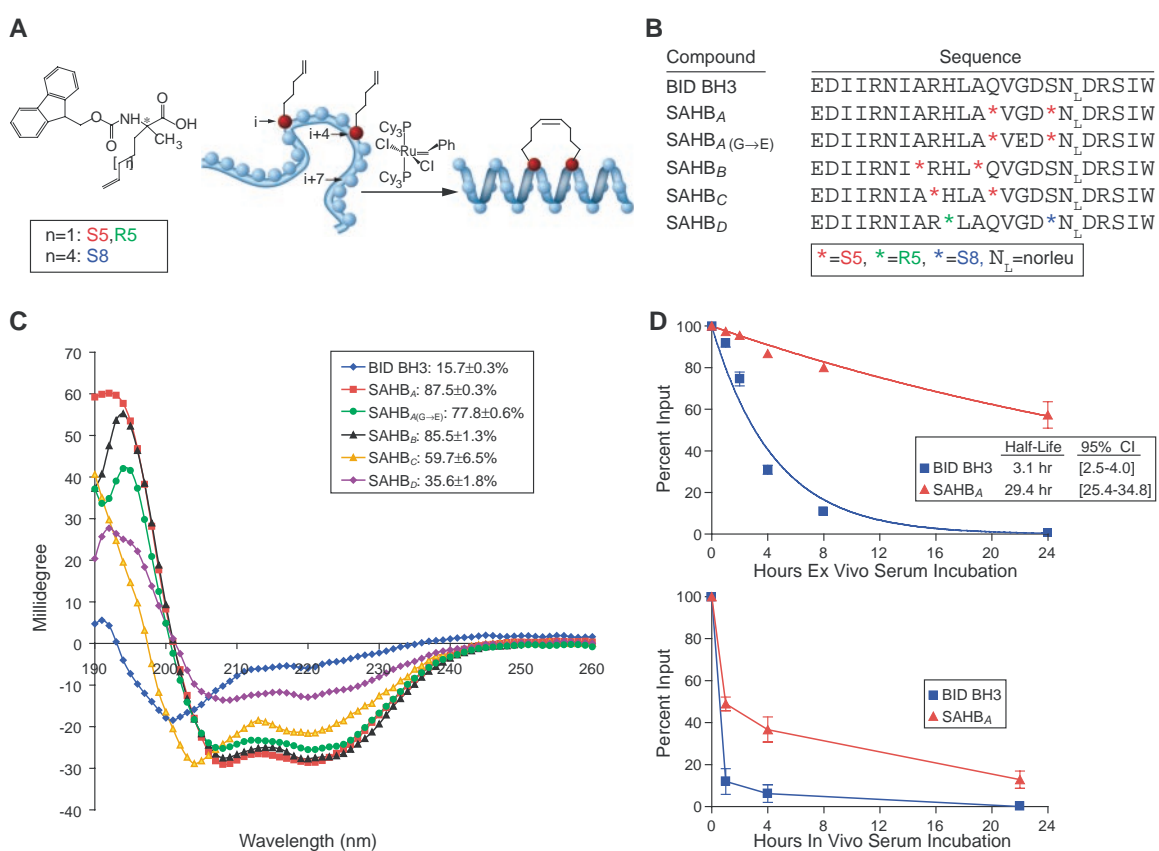 A
O
O
N
H
O
OH
*
CH3
[ ]n
n=1: S5,R5
n=4: S8
i
i+4
i+7
Cy3P
Cl
Ru
Ph
Cl
Cy3P
B
Compound Sequence
BID BH3 EDIIRNIARHLAQVGDSNLDRSIW
SAHBA EDIIRNIARHLA*VGD*NLDRSIW
SAHBA(G→E) EDIIRNIARHLA*VED*NLDRSIW
SAHBB EDIIRNI*RHL*QVGDSNLDRSIW
SAHBC EDIIRNIA*HLA*VGDSNLDRSIW
SAHBD EDIIRNIAR*LAQVGD*NLDRSIW
*=S5, *=R5, *=S8, NL=norleu
C
Millidegree
70
60
50
40
30
20
10
0
-10
-20
-30
-40
190 200 210 220 230 240 250 260
Wavelength (nm)
BID BH3: 15.7±0.3%
SAHBA: 87.5±0.3%
SAHBA(G→E): 77.8±0.6%
SAHBB: 85.5±1.3%
SAHBC: 59.7±6.5%
SAHBD: 35.6±1.8%
D
Percent Input
100
80
60
40
20
0
0 4 8 12 16 20 24
Hours Ex Vivo Serum Incubation
Half-Life 95% CI
BID BH3 3.1 hr [2.5-4.0]
SAHBA 29.4 hr [25.4-34.8]
Percent Input
100
80
60
40
20
0
0 4 8 12 16 20 24
Hours In Vivo Serum Incubation
BID BH3
SAHBA